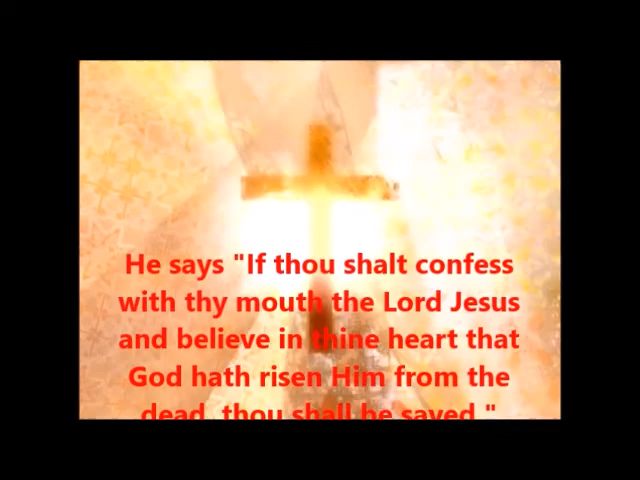 He says "If thou shalt confess
with thy mouth the Lord Jesus
and believe in thine heart that
God hath risen Him from the
dead, thou shall be saved."